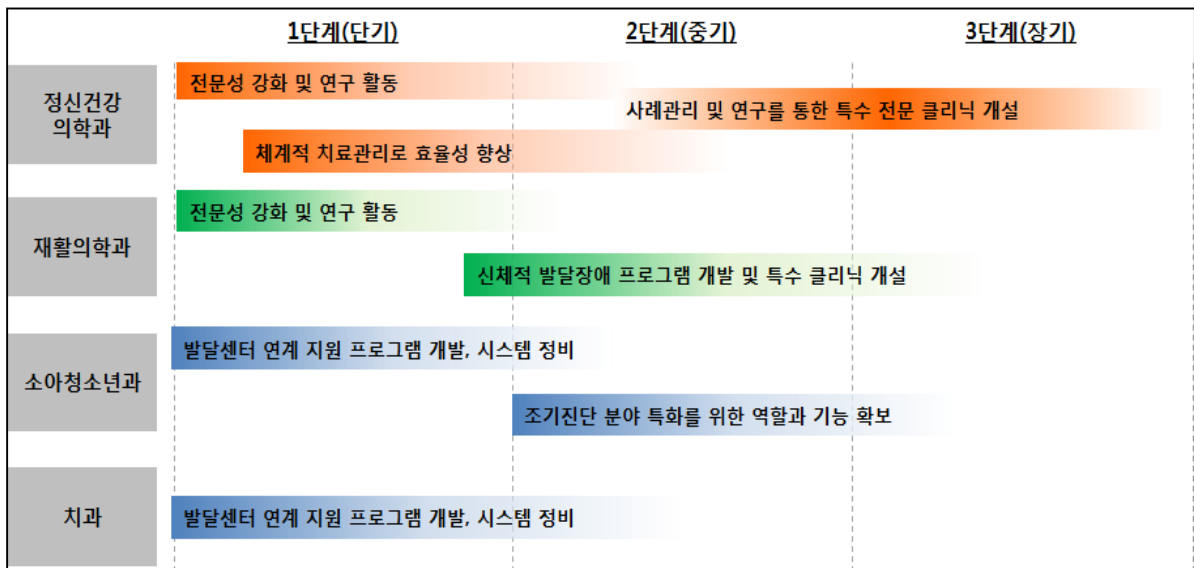 1단계(단기)
2단계(중기)
3단계(장기)
정신건강
의학과
전문성 강화 및 연구 활동
사례관리 및 연구를 통한 특수 전문 클리닉 개설
체계적 치료관리로 효율성 향상
재활의학과
전문성 강화 및 연구 활동
신체적 발달장애 프로그램 개발 및 특수 클리닉 개설
소아청소년과
발달센터 연계 지원 프로그램 개발, 시스템 정비
조기진단 분야 특화를 위한 역할과 기능 확보
치과
발달센터 연계 지원 프로그램 개발, 시스템 정비